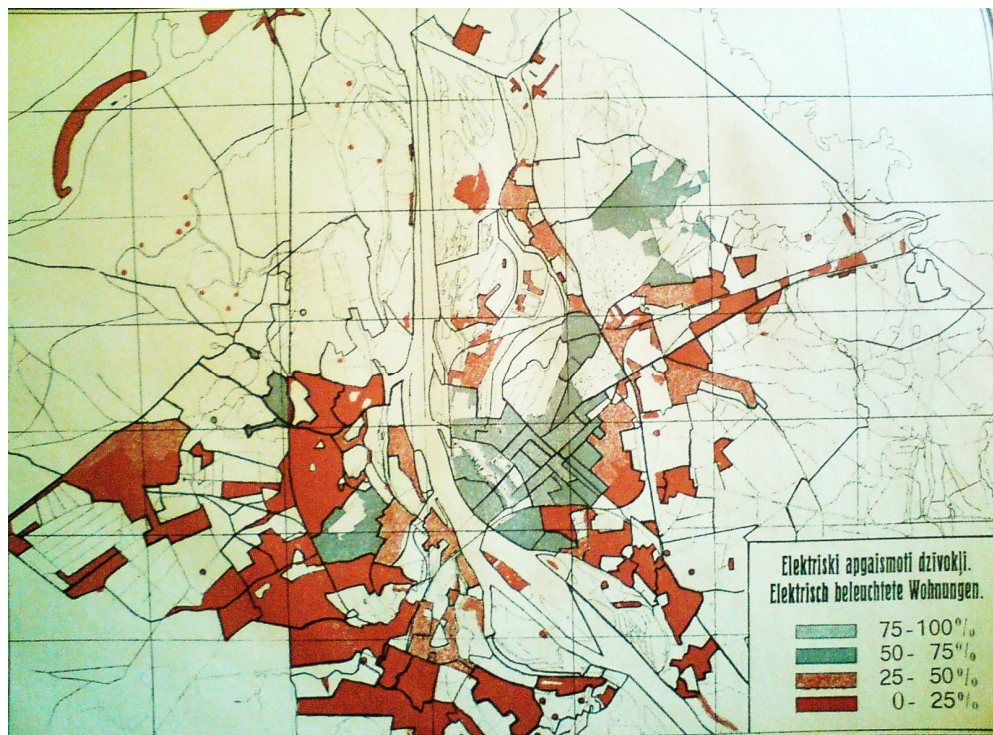 Elektriski apgaismoti dzīvokļi.
Elektrisch beleuchtete Wohnungen.
75-100%
50- 75%
25- 50%
0- 25%